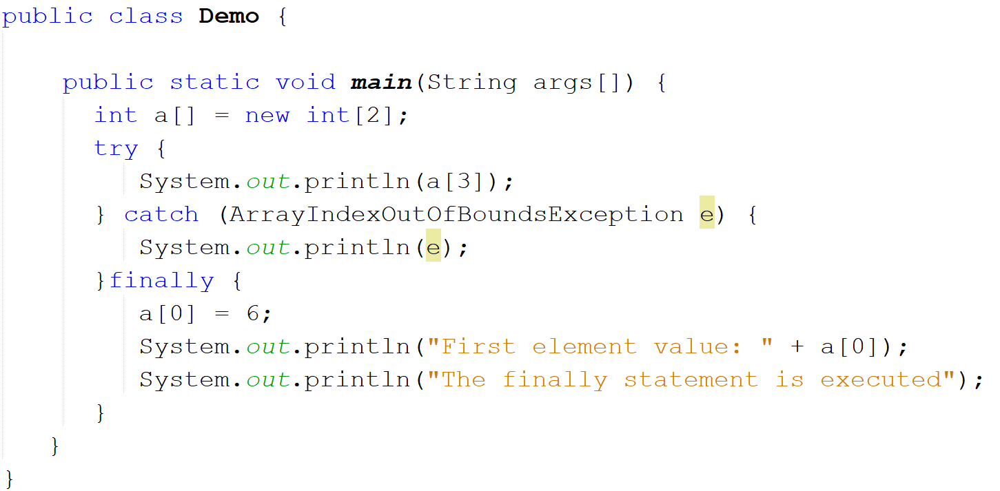 public class Demo {
public static void main(String args[]) {
int a[] = new int[2];
try {
System.out.println(a[3]);
} catch (ArrayIndexOutOfBoundsException e) {
System.out.println(e);
}finally {
a[0] = 6;
System.out.println("First element value: " + a[0]);
System.out.println("The finally statement is executed");
}
}
}